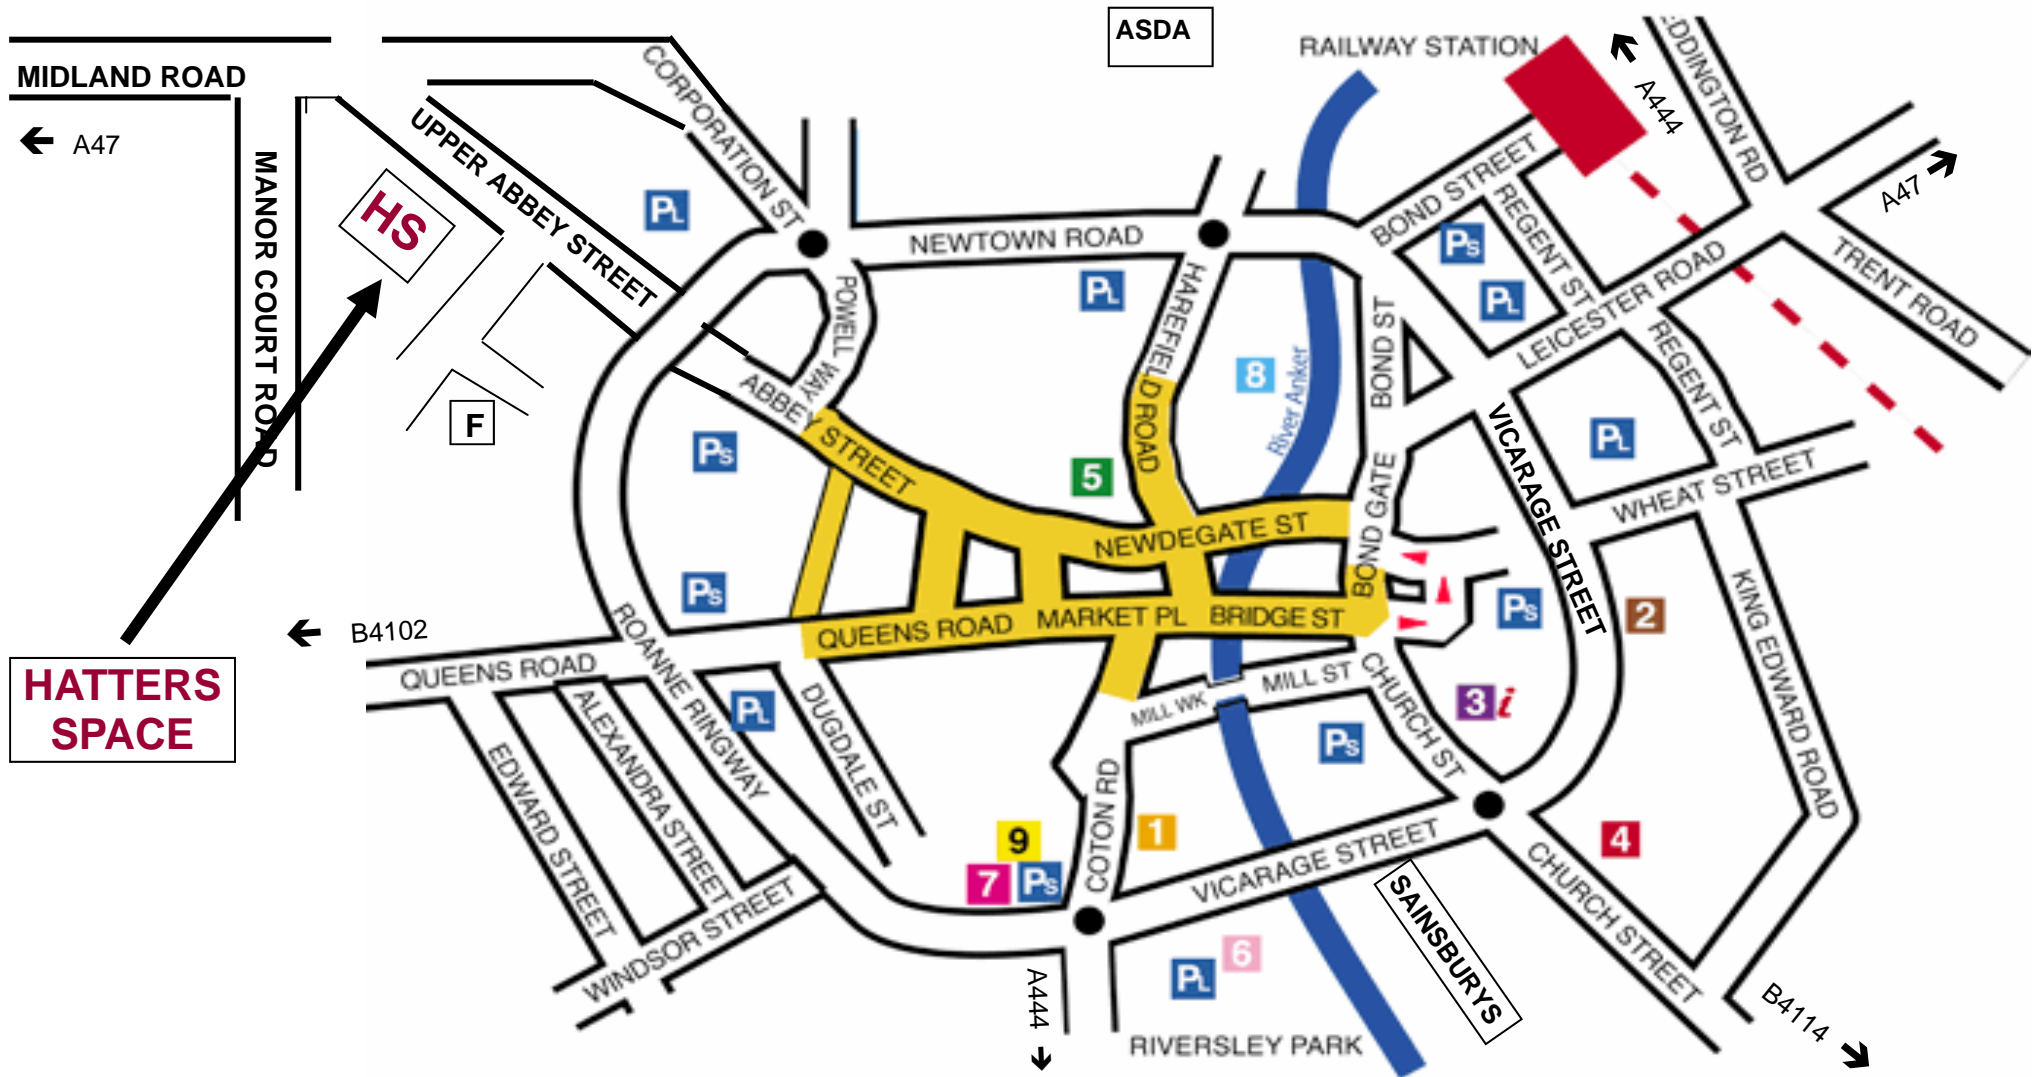 ASDA
RAILWAY STATION
MIDLAND ROAD
A47
MANOR COURT ROAD
UPPER ABBEY STREET
HS
CORPORATION ST
PL
NEWTOWN ROAD
POWELL WAY
HARREFIELD ROAD
PL
BOND STREET
REGENT ST
PS
PL
A444
EDDINGTON RD
A47
TRENT ROAD
LEICESTER ROAD
REGENT ST
PL
WHEAT STREET
BOND ST
8
River Anker
F
PS
ABBEY STREET
5
NEWDEGATE ST
BOND GATE
VICARAGE STREET
PS
2
KING EDWARD ROAD
PS
B4102
QUEENS ROAD
ROANNE RINGWAY
QUEENS ROAD
MARKET PL
BRIDGE ST
HATTERS
SPACE
PL
DUGDALE ST
ALEXANDRA STREET
EDWARD STREET
WINDSOR STREET
MILL WK
MILL ST
CHURCH ST
3 i
PS
COTON RD
1
9
7
PS
VICARAGE STREET
4
SAINSBURYS
CHURCH STREET
B4114
A444
PL
6
RIVERSLEY PARK